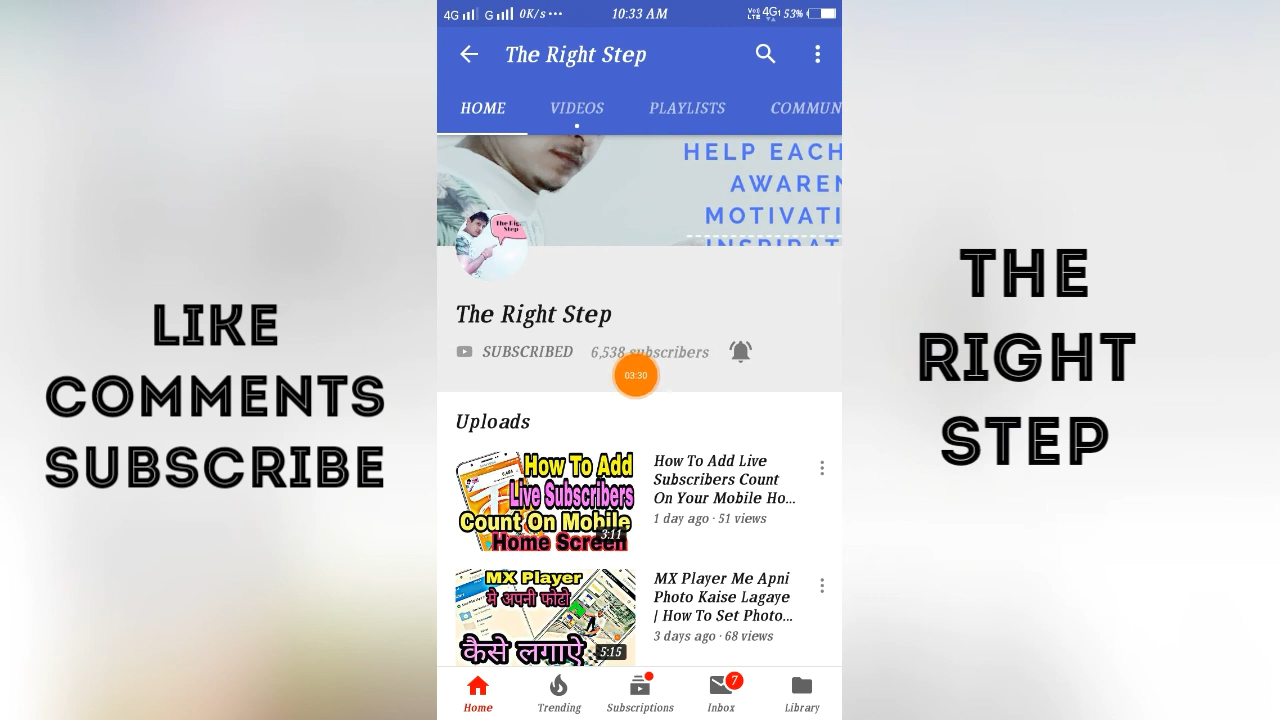 4G G 0K/s ••• 10:33 AM VoLTE 4G 53%
The Right Step
HOME VIDEOS PLAYLISTS COMMUN
HELP EACH
AWAREN
MOTIVATI
INSPIRAT
The Right Step
SUBSCRIBED 6,538 subscribers
03:30
Uploads
How To Add
Live Subscribers
Count On Mobile
Home Screen
3:11
How To Add Live
Subscribers Count
On Your Mobile Ho...
1 day ago · 51 views
MX Player
मे अपनी फोटो
कैसे लगाऐ
5:15
MX Player Me Apni
Photo Kaise Lagaye
| How To Set Photo...
3 days ago · 68 views
Home Trending Subscriptions Inbox Library
7
LIKE
COMMENTS
SUBSCRIBE
THE
RIGHT
STEP